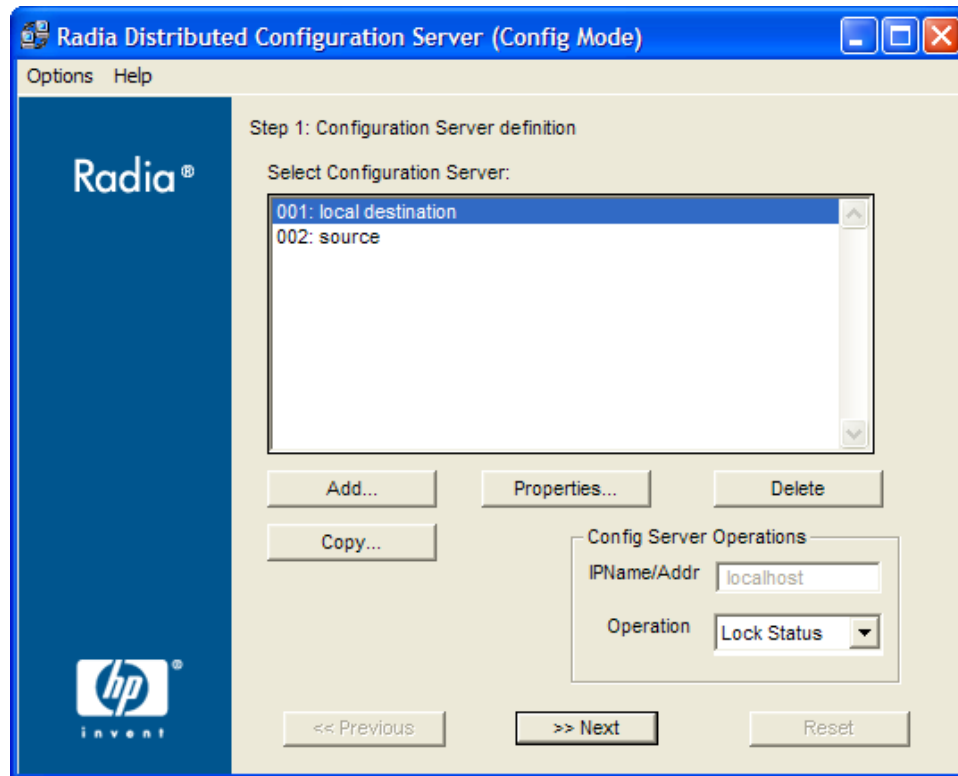 Radia Distributed Configuration Server (Config Mode)
Options Help
Radia®
Step 1: Configuration Server definition
Select Configuration Server:
001: local destination
002: source
Add... Properties... Delete
Copy...
Config Server Operations
IPName/Addr localhost
Operation Lock Status
hp®
invent
<< Previous >> Next Reset